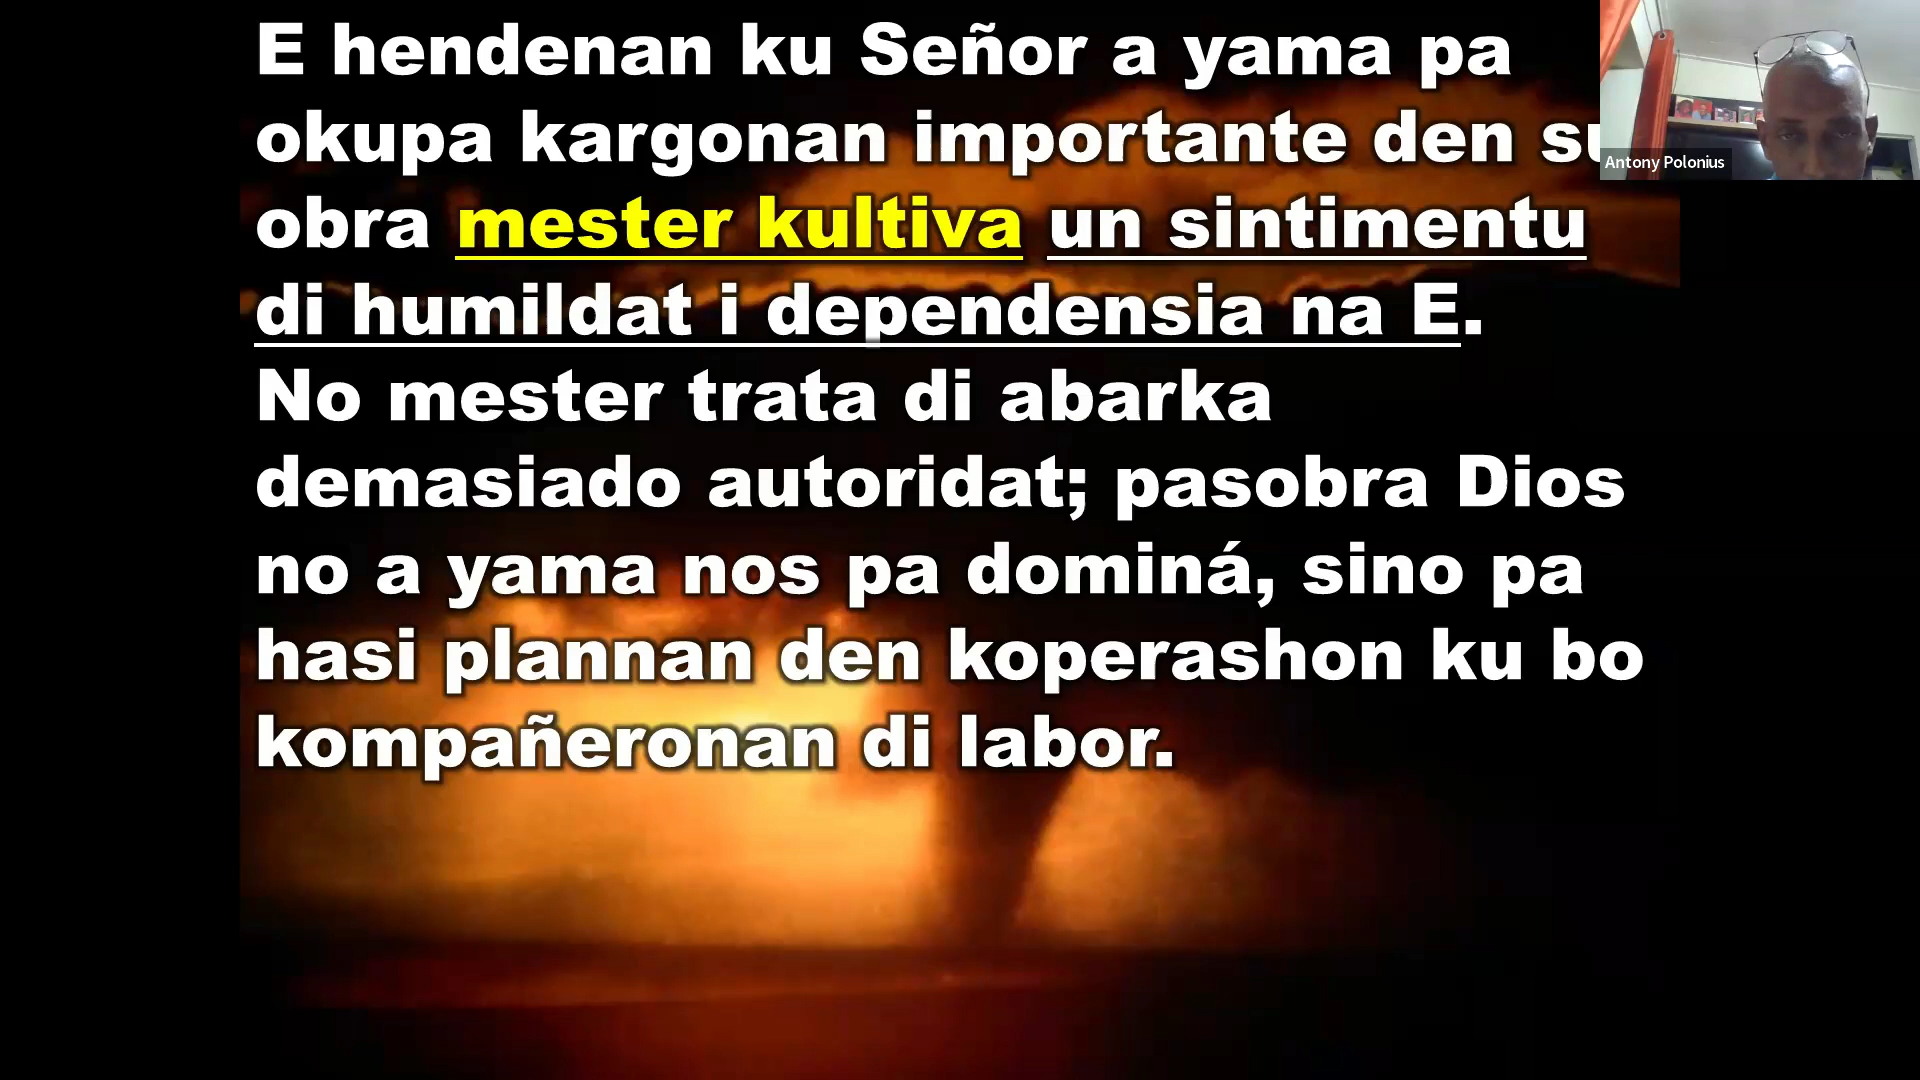 E hendenan ku Señor a yama pa
okupa kargonan importante den su
obra mester kultiva un sintimentu
di humildat i dependensia na E.
No mester trata di abarka
demasiado autoridat; pasobra Dios
no a yama nos pa dominá, sino pa
hasi plannan den koperashon ku bo
kompañeronan di labor.
Antony Polonius